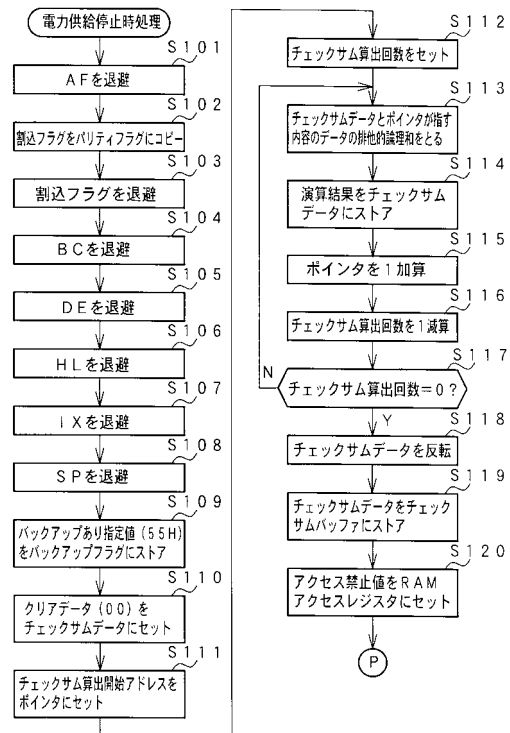 電力供給停止時処理
S101
AFを退避
S102
割込フラグをパリティフラグにコピー
S103
割込フラグを退避
S104
BCを退避
S105
DEを退避
S106
HLを退避
S107
IXを退避
S108
SPを退避
S109
バックアップあり指定値(55H)
をバックアップフラグにストア
S110
クリアデータ(00)を
チェックサムデータにセット
S111
チェックサム算出開始アドレスを
ポインタにセット
S112
チェックサム算出回数をセット
S113
チェックサムデータとポインタが指す
内容のデータの排他的論理和をとる
S114
演算結果をチェックサム
データにストア
S115
ポインタを1加算
S116
チェックサム算出回数を1減算
S117
N
チェックサム算出回数=0?
Y
S118
チェックサムデータを反転
S119
チェックサムデータをチェック
サムバッファにストア
S120
アクセス禁止値をRAM
アクセスレジスタにセット
P